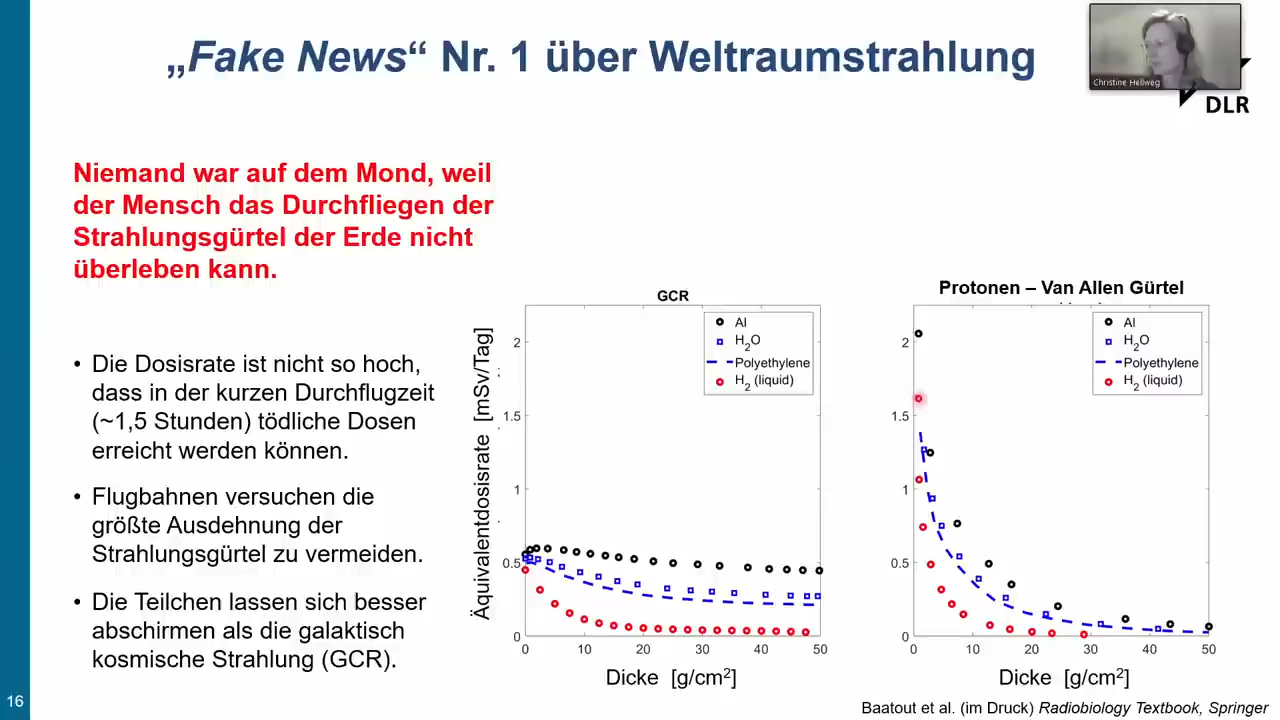 „Fake News“ Nr. 1 über Weltraumstrahlung
Christine Hellweg
DLR
Niemand war auf dem Mond, weil
der Mensch das Durchfliegen der
Strahlungsgürtel der Erde nicht
überleben kann.
• Die Dosisrate ist nicht so hoch,
dass in der kurzen Durchflugzeit
(~1,5 Stunden) tödliche Dosen
erreicht werden können.
• Flugbahnen versuchen die
größte Ausdehnung der
Strahlungsgürtel zu vermeiden.
• Die Teilchen lassen sich besser
abschirmen als die galaktisch
kosmische Strahlung (GCR).
GCR
Äquivalentdosisrate [mSv/Tag]
2
1.5
1
0.5
0
0 10 20 30 40 50
Dicke [g/cm²]
Al
H₂O
Polyethylene
H₂ (liquid)
Protonen – Van Allen Gürtel
2
1.5
1
0.5
0
0 10 20 30 40 50
Dicke [g/cm²]
Al
H₂O
Polyethylene
H₂ (liquid)
Baatout et al. (im Druck) Radiobiology Textbook, Springer
16